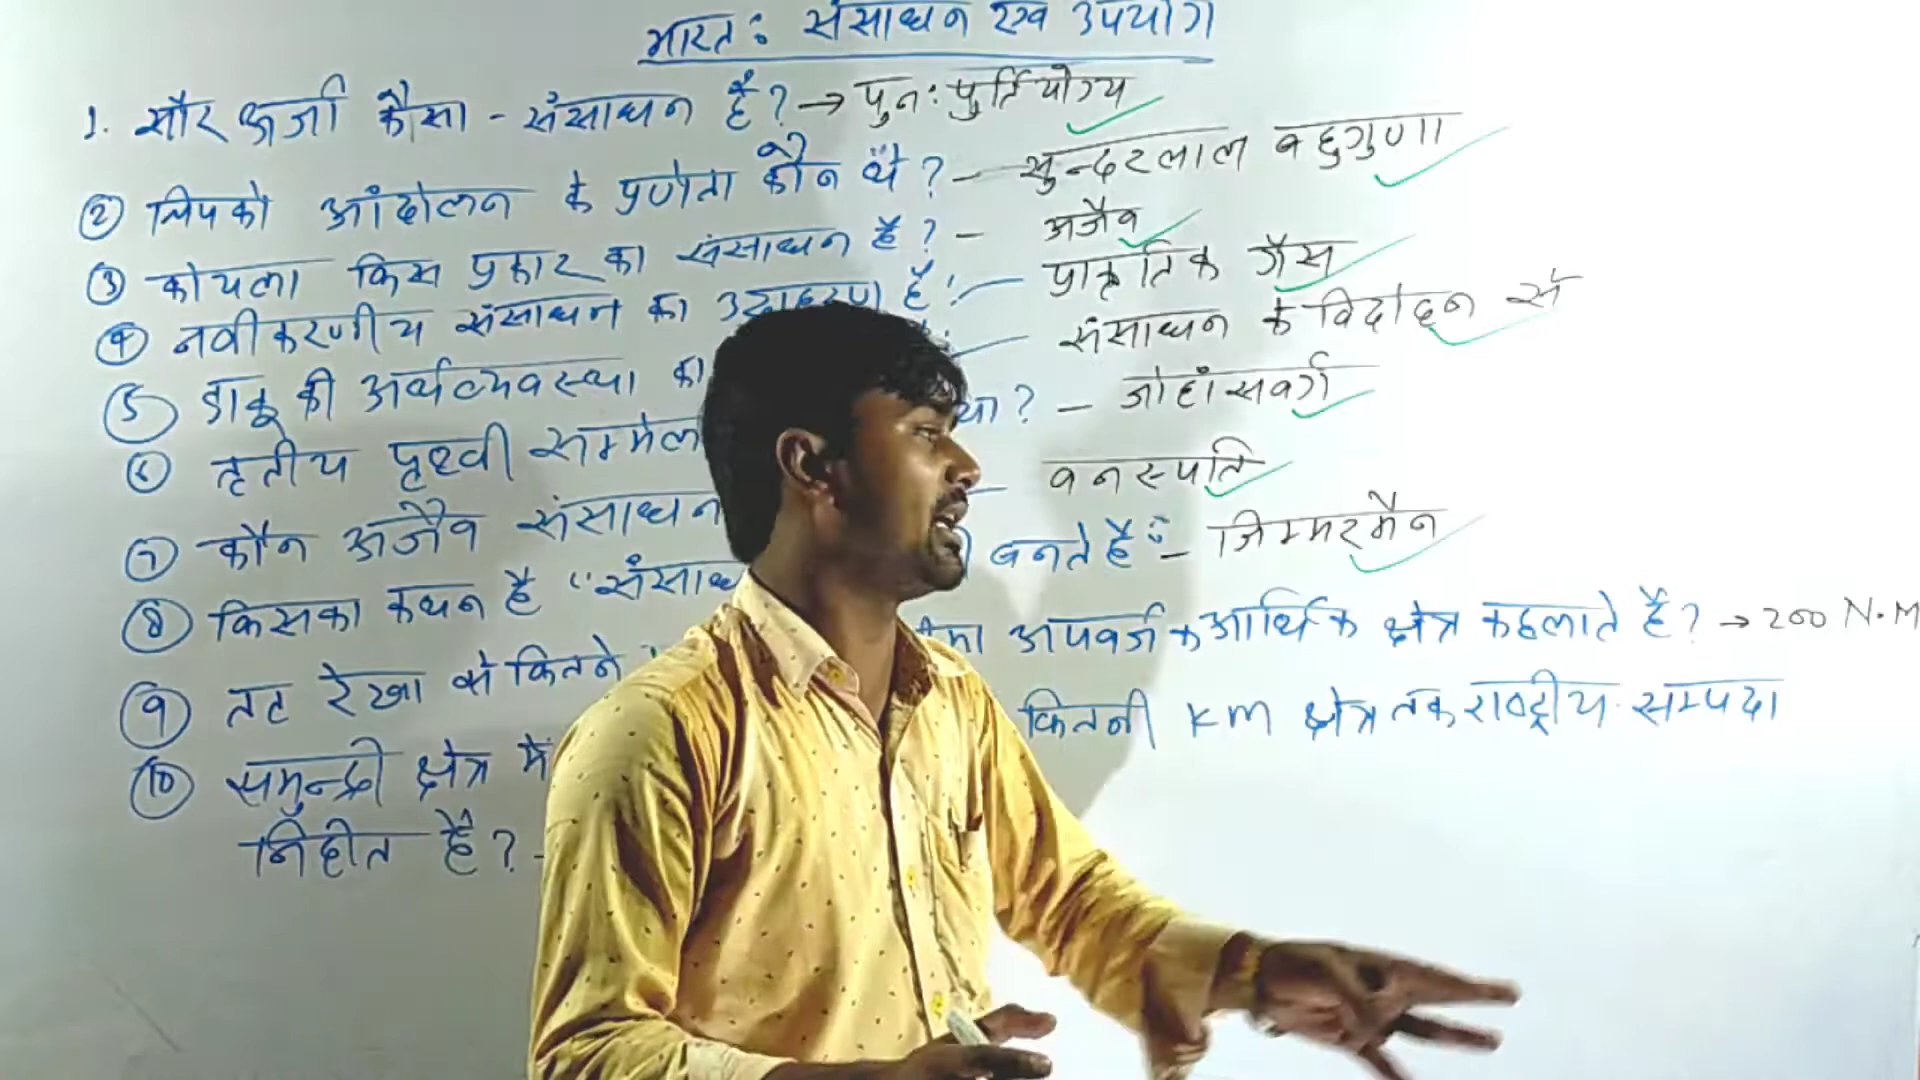 भारत: संसाधन एवं उपयोग
1. सौर ऊर्जा कैसा - संसाधन है? → पुन: पुर्तियोग्य
② चिपको आंदोलन के प्रणेता कौन थे? - सुन्दरलाल बहुगुणा
③ कोयला किस प्रकार का संसाधन है? - अजैव
④ नवीकरणीय संसाधन का उदाहरण है? - प्राकृतिक गैस
⑤ डाकू की अर्थव्यवस्था का - संसाधन के विदोहन से
⑥ तृतीय पृथ्वी सम्मेल था? - जोहांसबर्ग
⑦ कौन अजैव संसाधन - वनस्पति
⑧ किसका कथन है "संसाध बनते हैं - जिम्मरमैन
⑨ तट रेखा से कितने अपवर्जक आर्थिक क्षेत्र कहलाते हैं? → 200 N.M
⑩ समुन्द्री क्षेत्र में कितनी KM क्षेत्र तक राष्ट्रीय सम्पदा
निहीत है? -